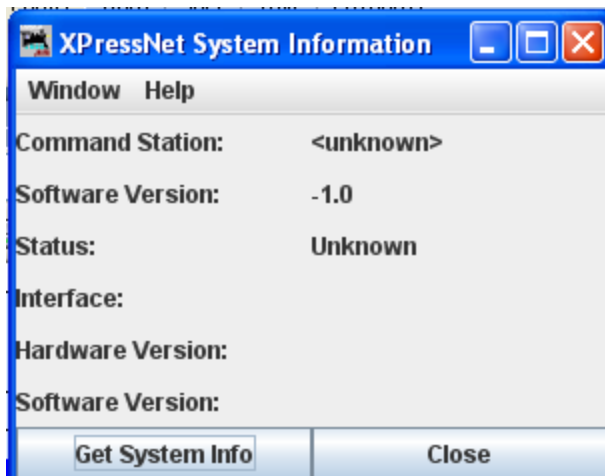 XPressNet System Information
Window Help
Command Station: <unknown>
Software Version: -1.0
Status: Unknown
Interface:
Hardware Version:
Software Version:
Get System Info Close